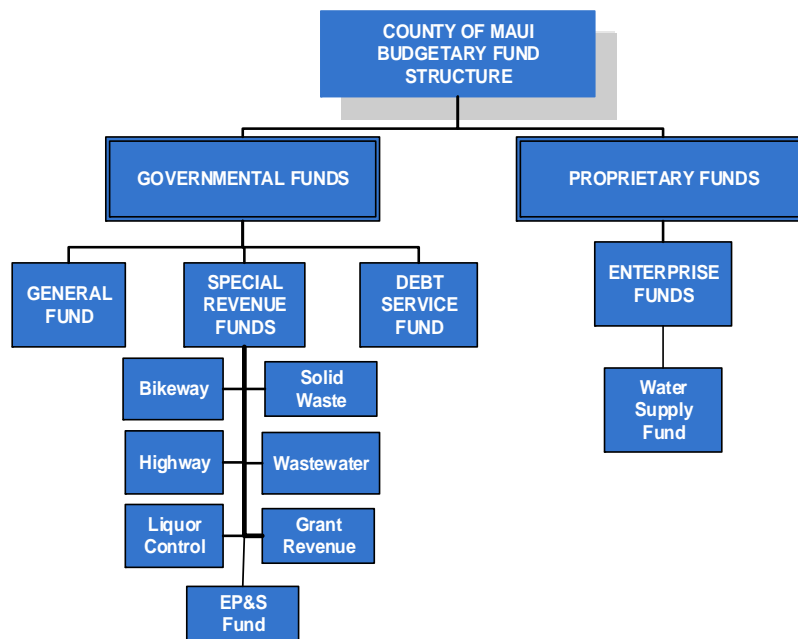 COUNTY OF MAUI
BUDGETARY FUND
STRUCTURE
GOVERNMENTAL FUNDS
PROPRIETARY FUNDS
GENERAL
FUND
SPECIAL
REVENUE
FUNDS
DEBT
SERVICE
FUND
ENTERPRISE
FUNDS
Bikeway
Solid
Waste
Water
Supply
Fund
Highway
Wastewater
Liquor
Control
Grant
Revenue
EP&S
Fund